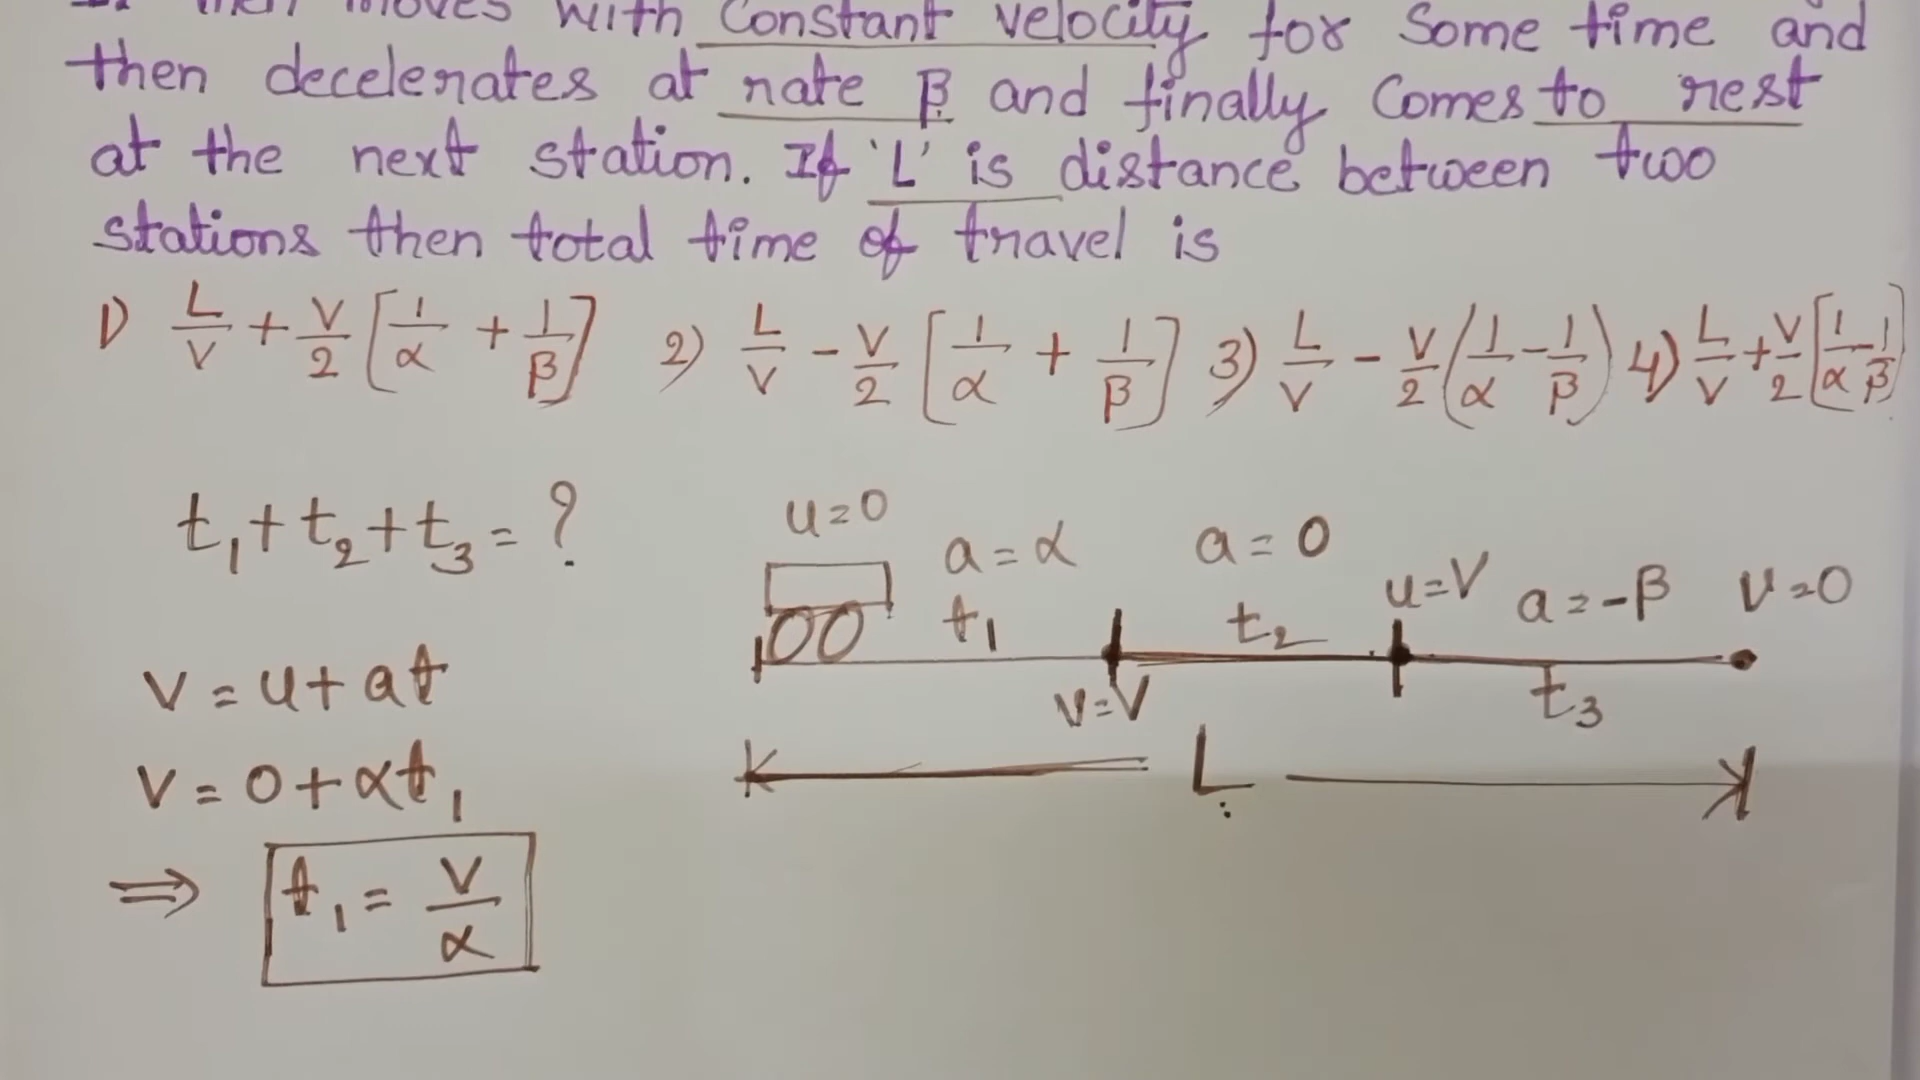 then moves with constant velocity for some time and
then decelerates at rate β and finally comes to rest
at the next station. If 'L' is distance between two
stations then total time of travel is
1) L/V + V/2 [1/α + 1/β] 2) L/V - V/2 [1/α + 1/β] 3) L/V - V/2 (1/α - 1/β) 4) L/V + V/2 [1/α - 1/β]
t₁+t₂+t₃=?
u=0
a=α
a=0
u=V
a=-β
V=0
t₁
t₂
V=V
t₃
L
V=u+at
V=0+αt₁
⇒ t₁ = V/α